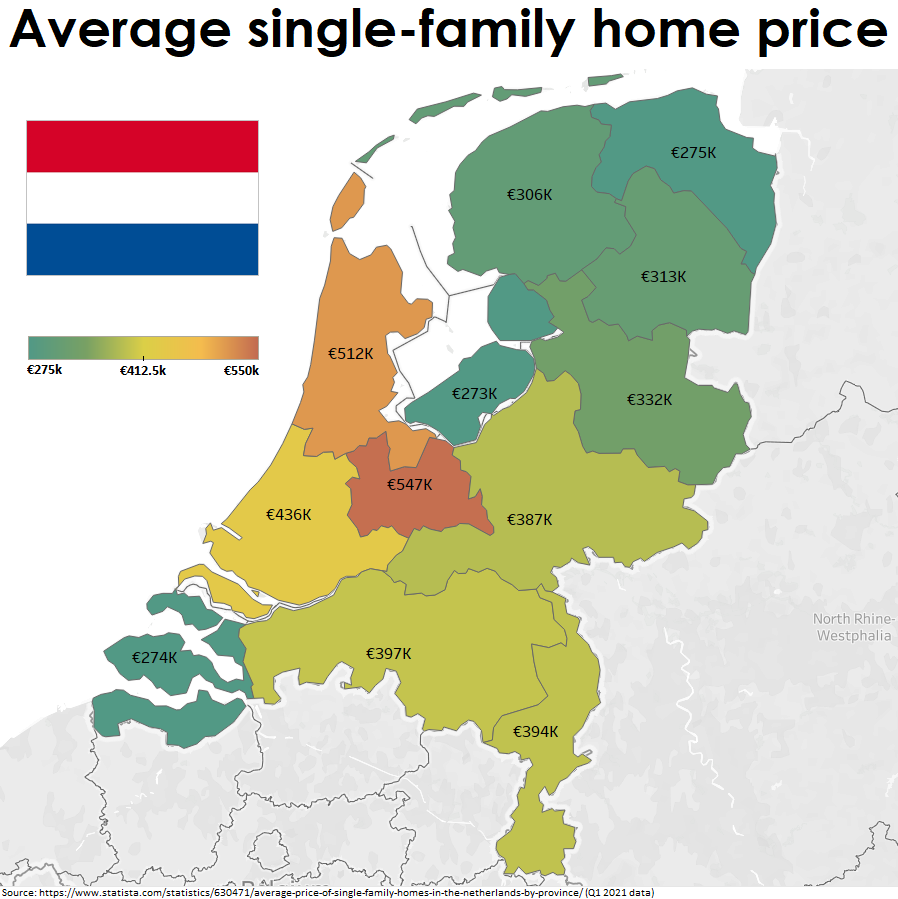 Average single-family home price
€275K
€306K
€313K
€275k
€412.5k
€550k
€512K
€273K
€332K
€547K
€436K
€387K
North Rhine-
Westphalia
€397K
€274K
€394K
Source: https://www.statista.com/statistics/630471/average-price-of-single-family-homes-in-the-netherlands-by-province/ (Q1 2021 data)